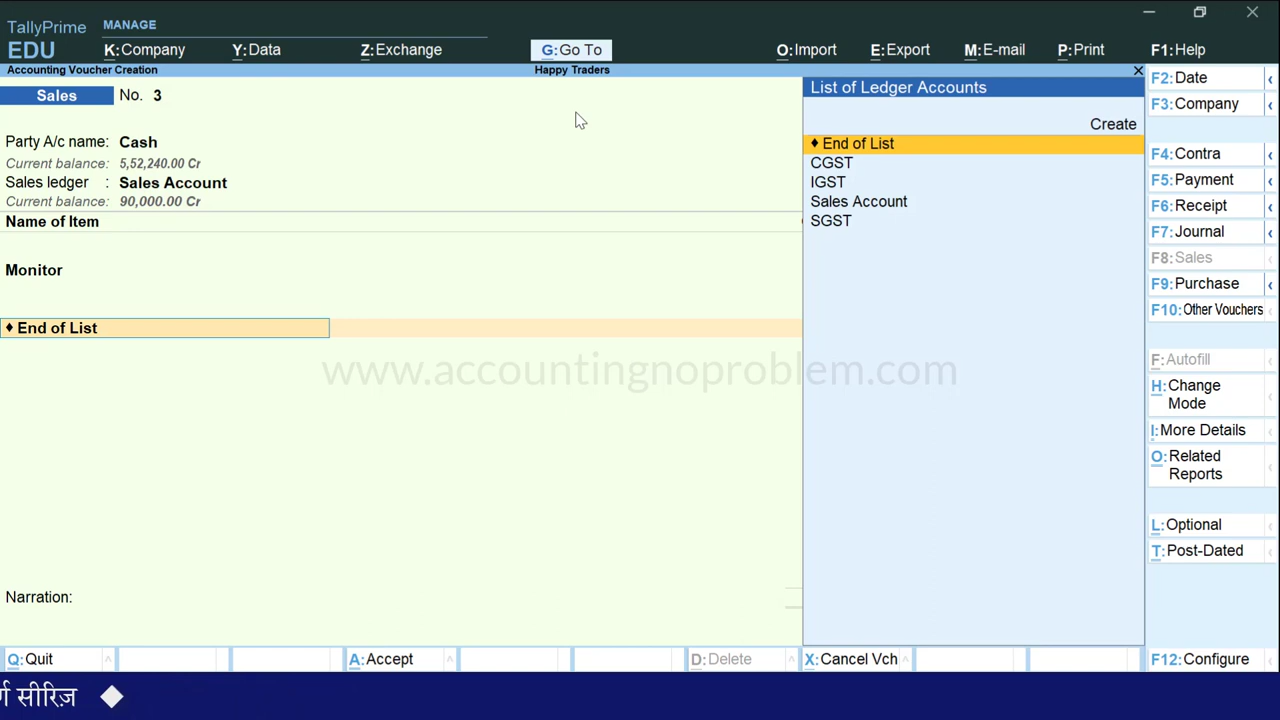 TallyPrime MANAGE
EDU K:Company Y:Data Z:Exchange G:Go To O:Import E:Export M:E-mail P:Print F1:Help
Accounting Voucher Creation Happy Traders
Sales No. 3
Party A/c name: Cash
Current balance: 5,52,240.00 Cr
Sales ledger : Sales Account
Current balance: 90,000.00 Cr
Name of Item
Monitor
♦ End of List
www.accountingnoproblem.com
Narration:
List of Ledger Accounts
Create
♦ End of List
CGST
IGST
Sales Account
SGST
F2:Date
F3:Company
F4:Contra
F5:Payment
F6:Receipt
F7:Journal
F8:Sales
F9:Purchase
F10:Other Vouchers
F:Autofill
H:Change
Mode
I:More Details
O:Related
Reports
L:Optional
T:Post-Dated
Q:Quit A:Accept D:Delete X:Cancel Vch F12:Configure
सीरिज़